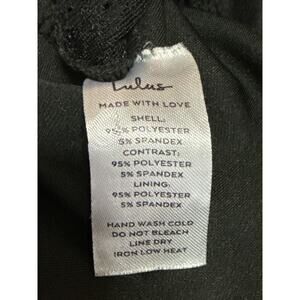 Lulus
MADE WITH LOVE
SHELL:
95% POLYESTER
5% SPANDEX
CONTRAST:
95% POLYESTER
5% SPANDEX
LINING:
95% POLYESTER
5% SPANDEX
HAND WASH COLD
DO NOT BLEACH
LINE DRY
IRON LOW HEAT